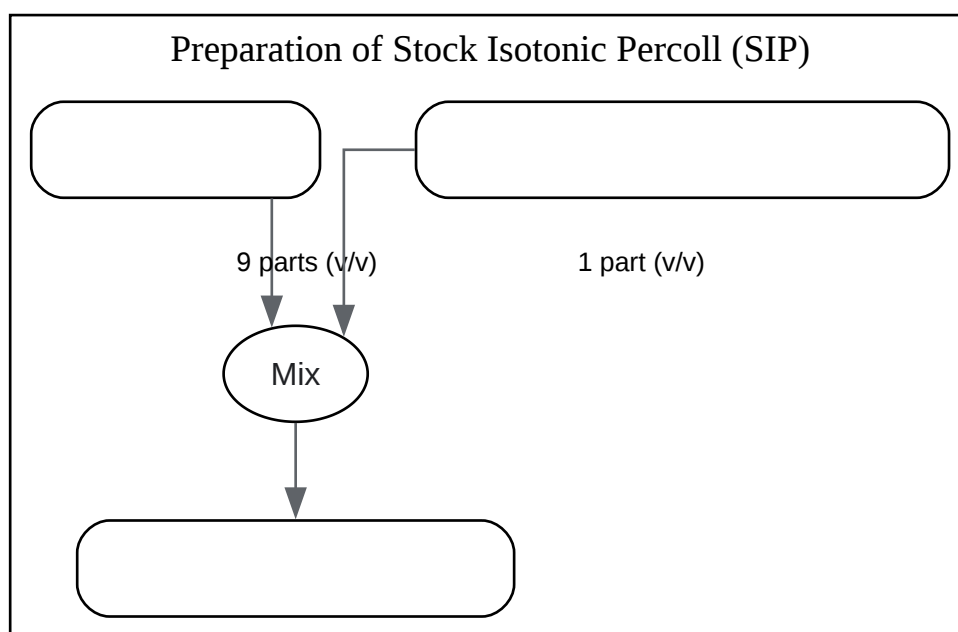 Preparation of Stock Isotonic Percoll (SIP)
9 parts (v/v)
1 part (v/v)
Mix